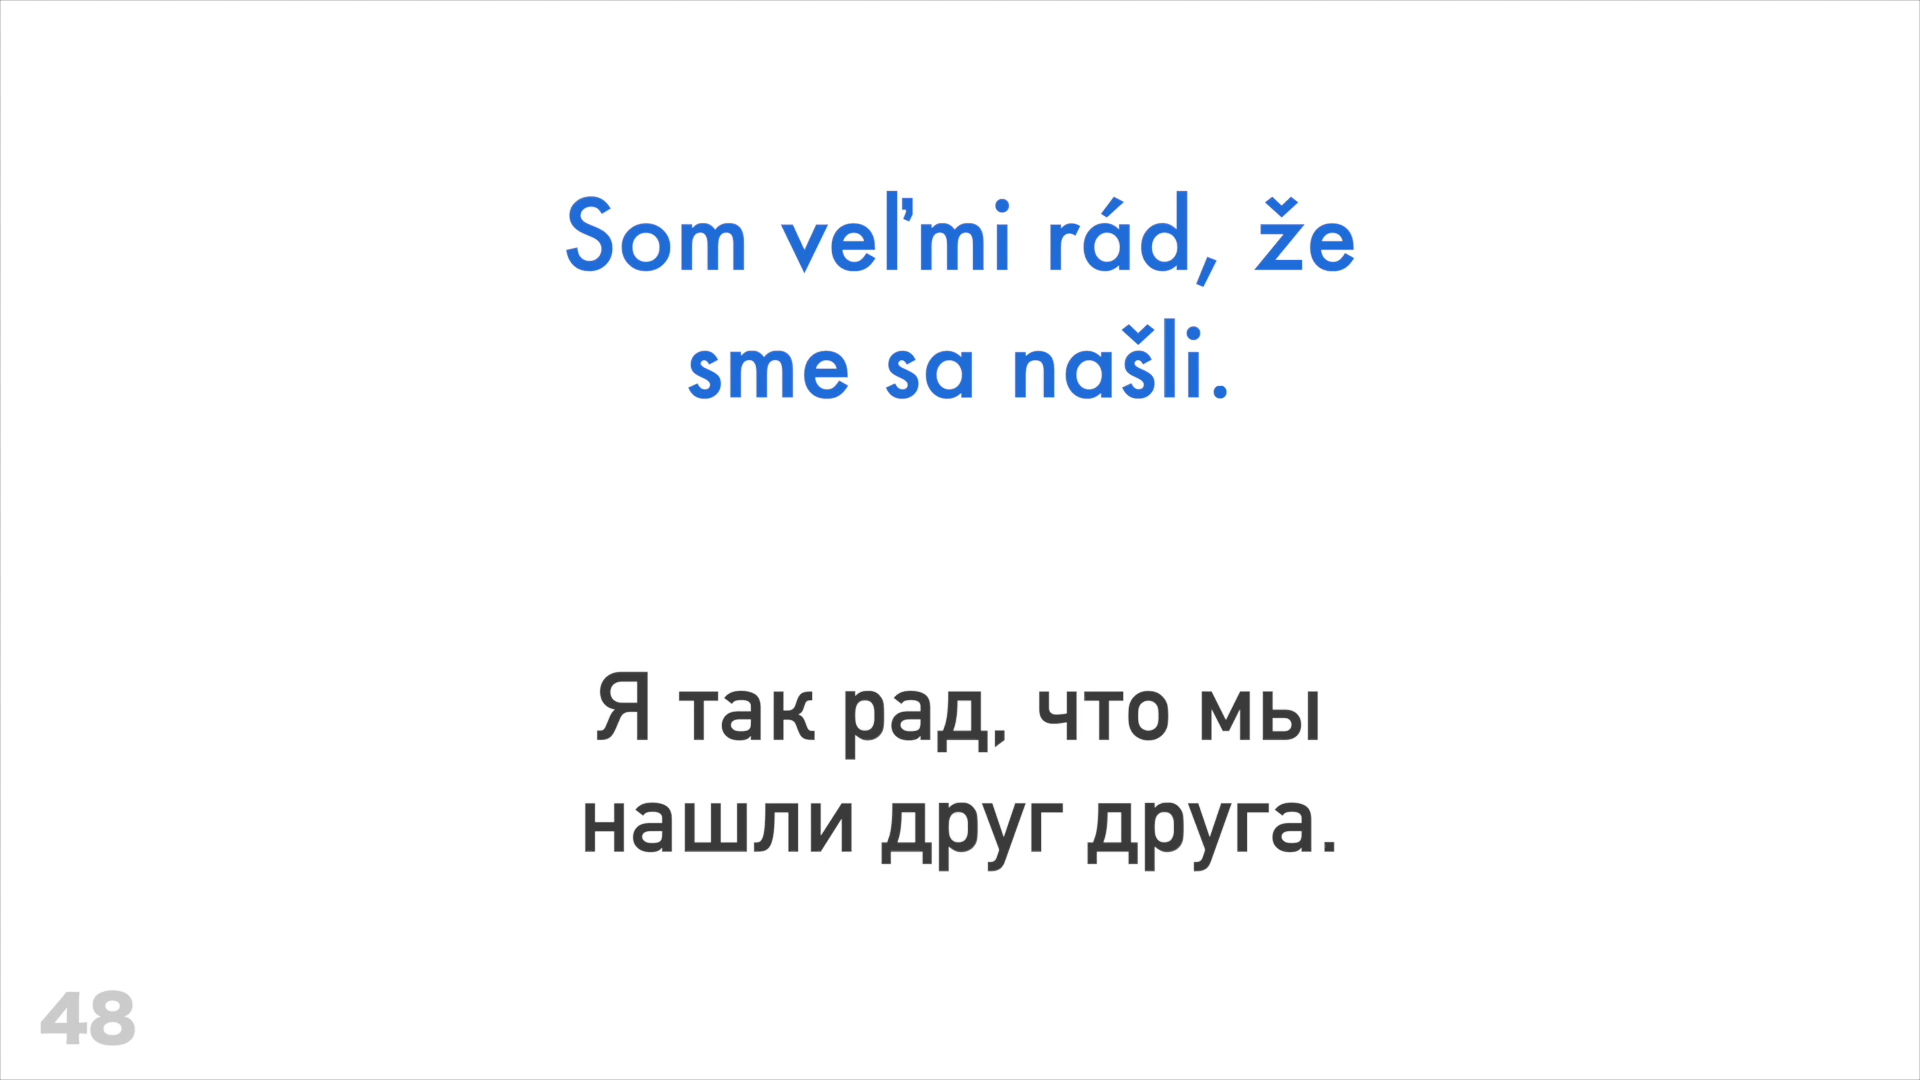 Som veľmi rád, že
sme sa našli.
Я так рад, что мы
нашли друг друга.
48